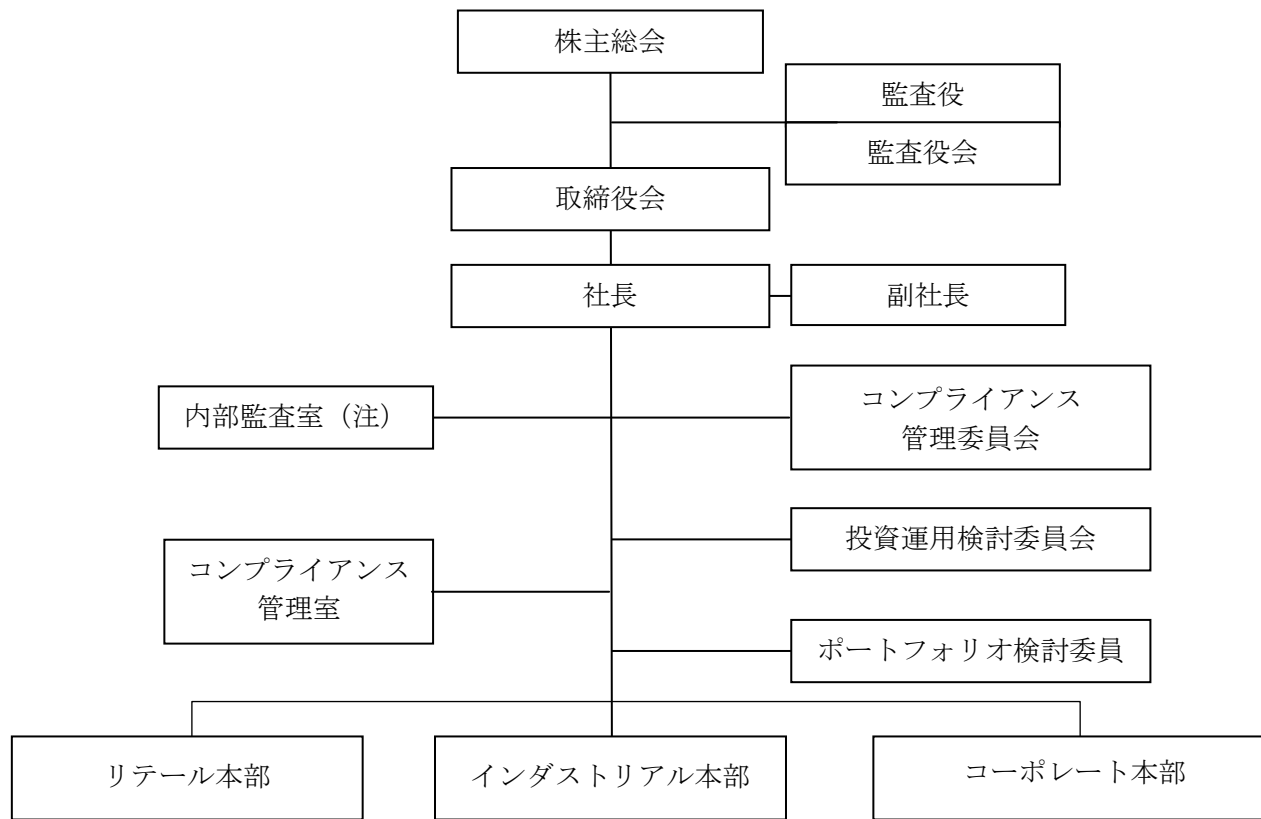 株主総会
監査役
監査役会
取締役会
社長
副社長
内部監査室（注）
コンプライアンス
管理委員会
投資運用検討委員会
コンプライアンス
管理室
ポートフォリオ検討委員
リテール本部
インダストリアル本部
コーポレート本部